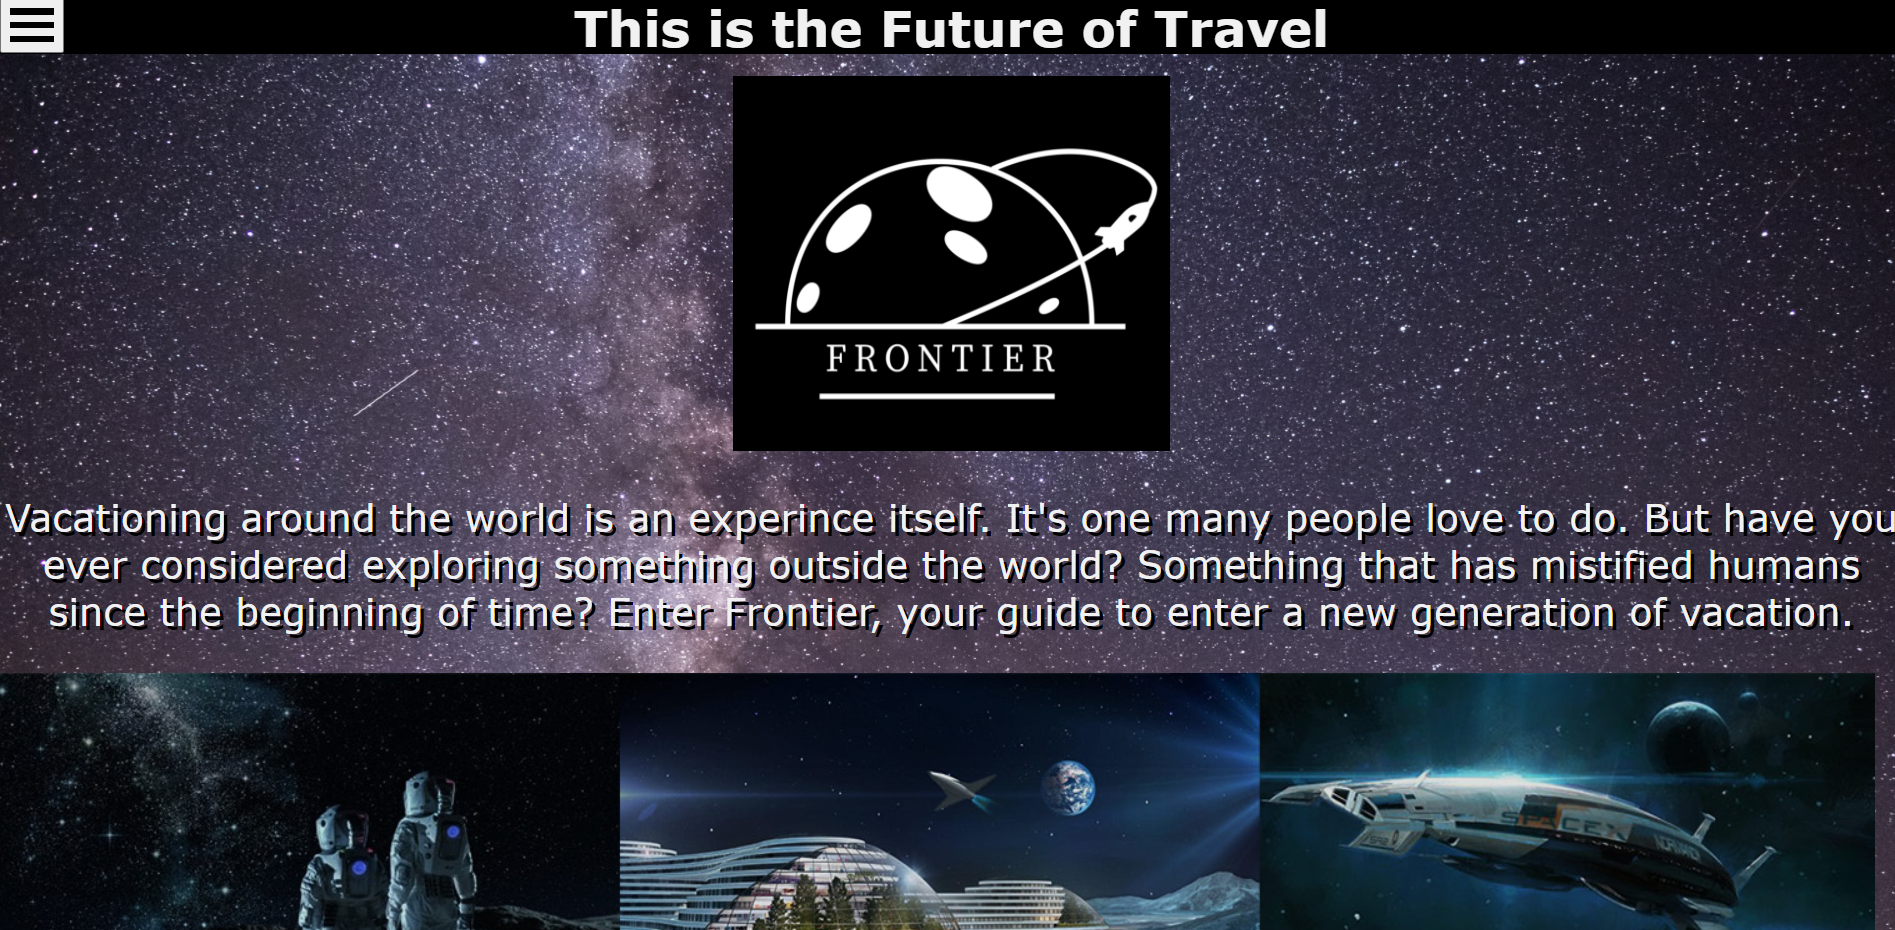 This is the Future of Travel
FRONTIER
Vacationing around the world is an experince itself. It's one many people love to do. But have you
ever considered exploring something outside the world? Something that has mistified humans
since the beginning of time? Enter Frontier, your guide to enter a new generation of vacation.
SPACEX